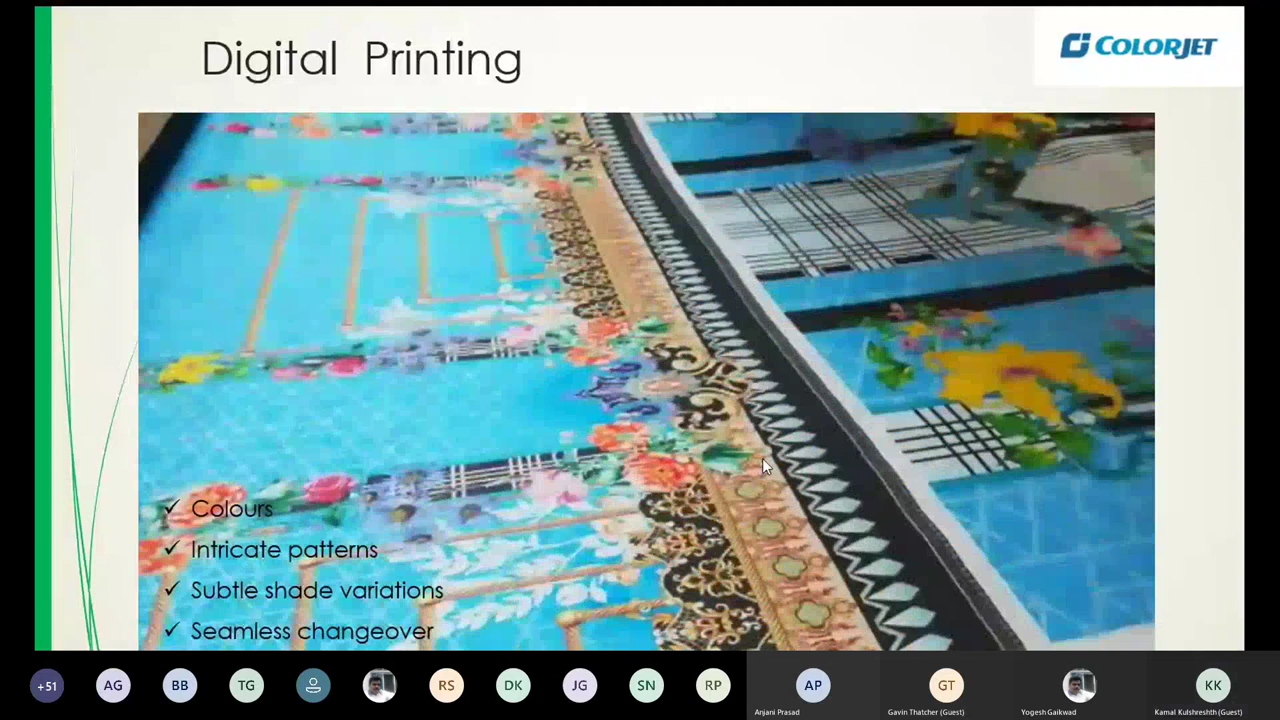 Digital Printing
COLORJET
Colours
Intricate patterns
Subtle shade variations
Seamless changeover
+51
AG
BB
TG
RS
DK
JG
SN
RP
AP
GT
KK
Anjani Prasad
Gavin Thatcher (Guest)
Yogesh Gaikwad
Kamal Kulshreshth (Guest)